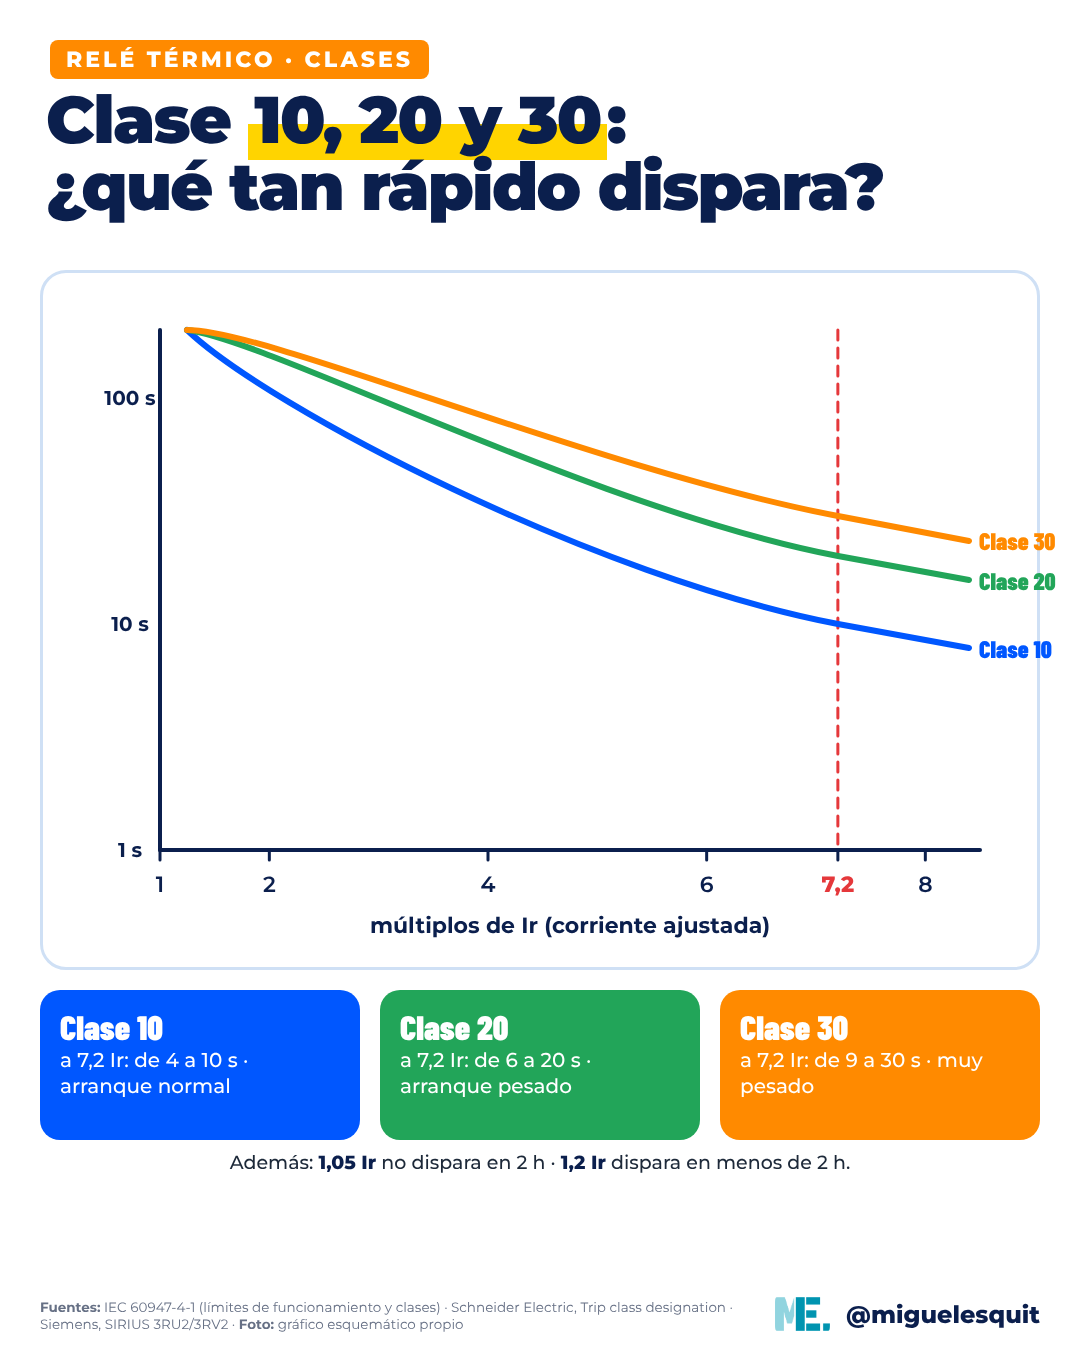 RELÉ TÉRMICO · CLASES
Clase 10, 20 y 30:
¿qué tan rápido dispara?
100 s
10 s
1 s
Clase 30
Clase 20
Clase 10
1 2 4 6 7,2 8
múltiplos de Ir (corriente ajustada)
Clase 10
a 7,2 Ir: de 4 a 10 s ·
arranque normal
Clase 20
a 7,2 Ir: de 6 a 20 s ·
arranque pesado
Clase 30
a 7,2 Ir: de 9 a 30 s · muy
pesado
Además: 1,05 Ir no dispara en 2 h · 1,2 Ir dispara en menos de 2 h.
Fuentes: IEC 60947-4-1 (límites de funcionamiento y clases) · Schneider Electric, Trip class designation ·
Siemens, SIRIUS 3RU2/3RV2 · Foto: gráfico esquemático propio
ME. @miguelesquit